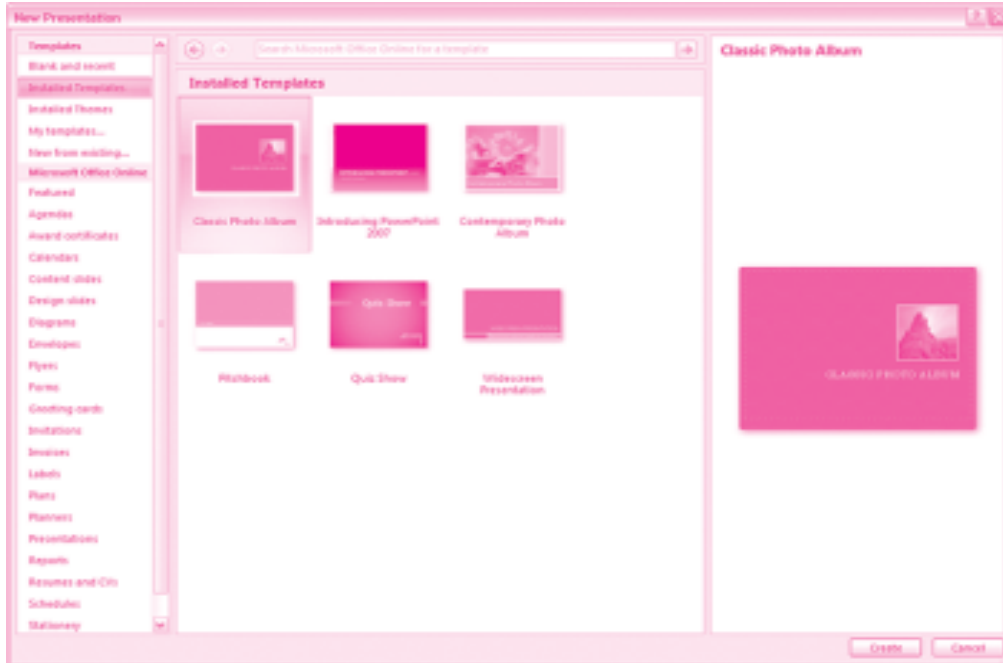 New Presentation
Templates
Blank and recent
Installed Templates
Installed Themes
My templates...
New from existing...
Microsoft Office Online
Featured
Agendas
Award certificates
Calendars
Content slides
Design slides
Diagrams
Envelopes
Flyers
Forms
Greeting cards
Invitations
Invoices
Labels
Plans
Planners
Presentations
Reports
Resumes and CVs
Schedules
Stationery
Search Microsoft Office Online for a template
Installed Templates
Classic Photo Album
Introducing PowerPoint
2007
Contemporary Photo
Album
Quiz Show
Pitchbook
Quiz Show
Widescreen
Presentation
Classic Photo Album
CLASSIC PHOTO ALBUM
Create
Cancel